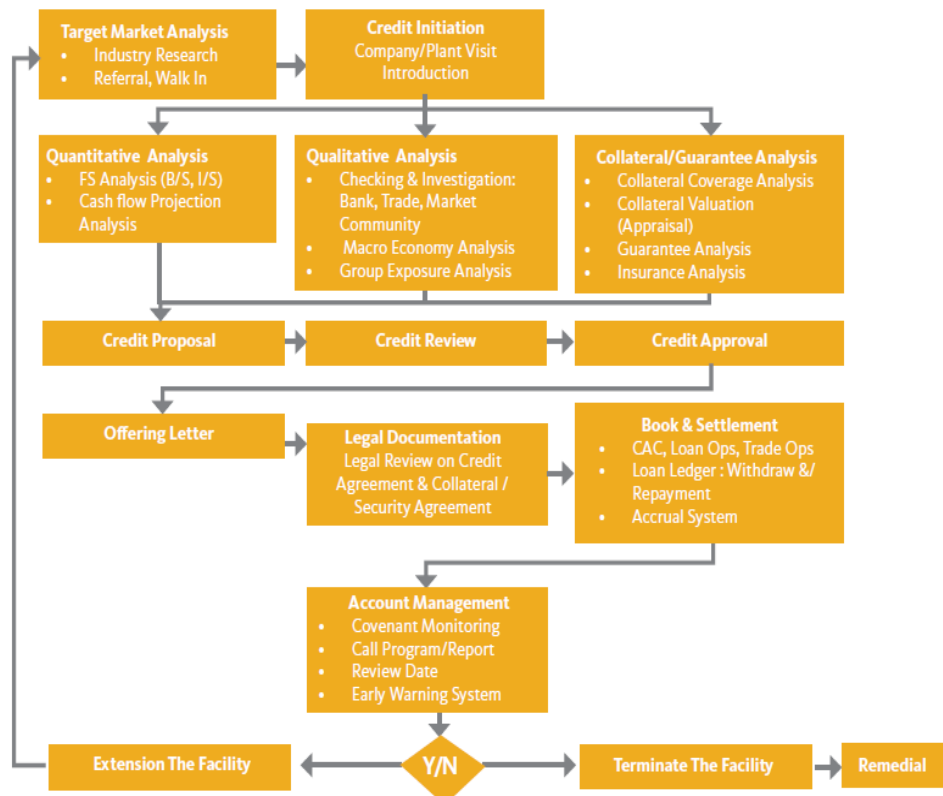 Target Market Analysis
• Industry Research
• Referral, Walk In
Credit Initiation
Company/Plant Visit
Introduction
Quantitative Analysis
• FS Analysis (B/S, I/S)
• Cash flow Projection
Analysis
Qualitative Analysis
• Checking & Investigation:
Bank, Trade, Market
Community
• Macro Economy Analysis
• Group Exposure Analysis
Collateral/Guarantee Analysis
• Collateral Coverage Analysis
• Collateral Valuation
(Appraisal)
• Guarantee Analysis
• Insurance Analysis
Credit Proposal
Credit Review
Credit Approval
Offering Letter
Legal Documentation
Legal Review on Credit
Agreement & Collateral /
Security Agreement
Book & Settlement
• CAC, Loan Ops, Trade Ops
• Loan Ledger : Withdraw &/
Repayment
• Accrual System
Account Management
• Covenant Monitoring
• Call Program/Report
• Review Date
• Early Warning System
Extension The Facility
Y/N
Terminate The Facility
Remedial